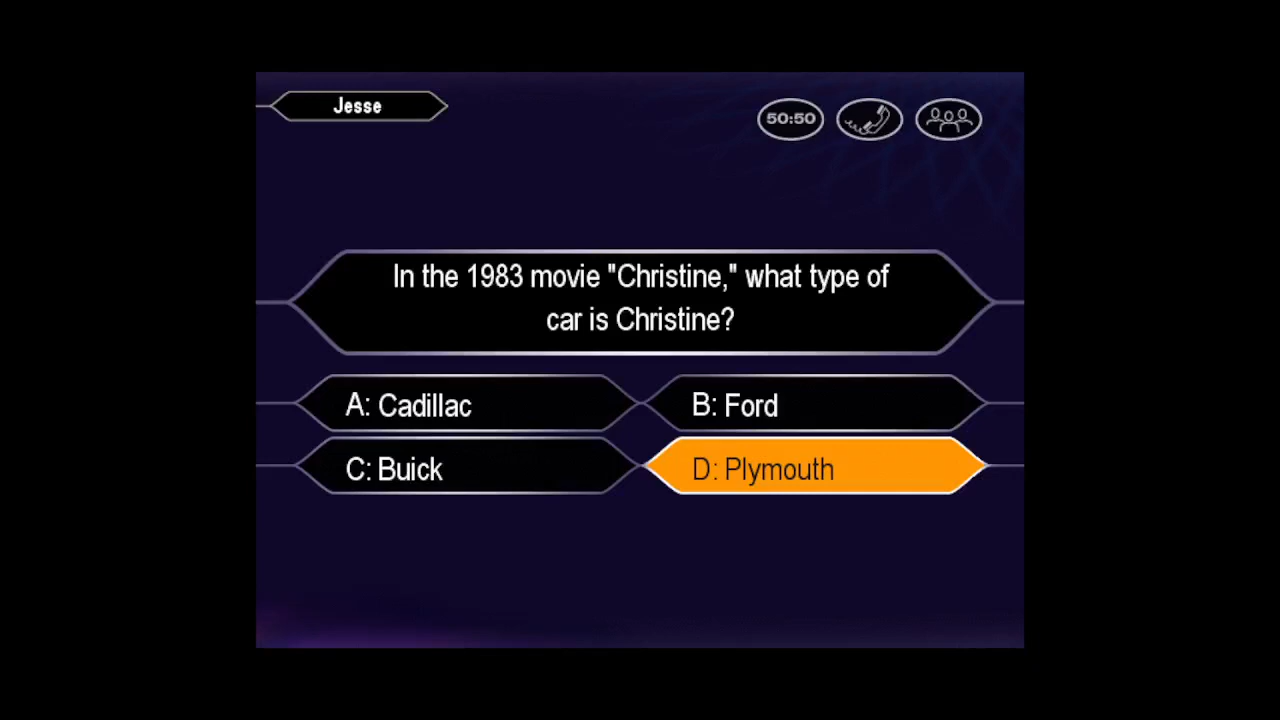 Jesse
50:50
In the 1983 movie "Christine," what type of
car is Christine?
A: Cadillac
B: Ford
C: Buick
D: Plymouth